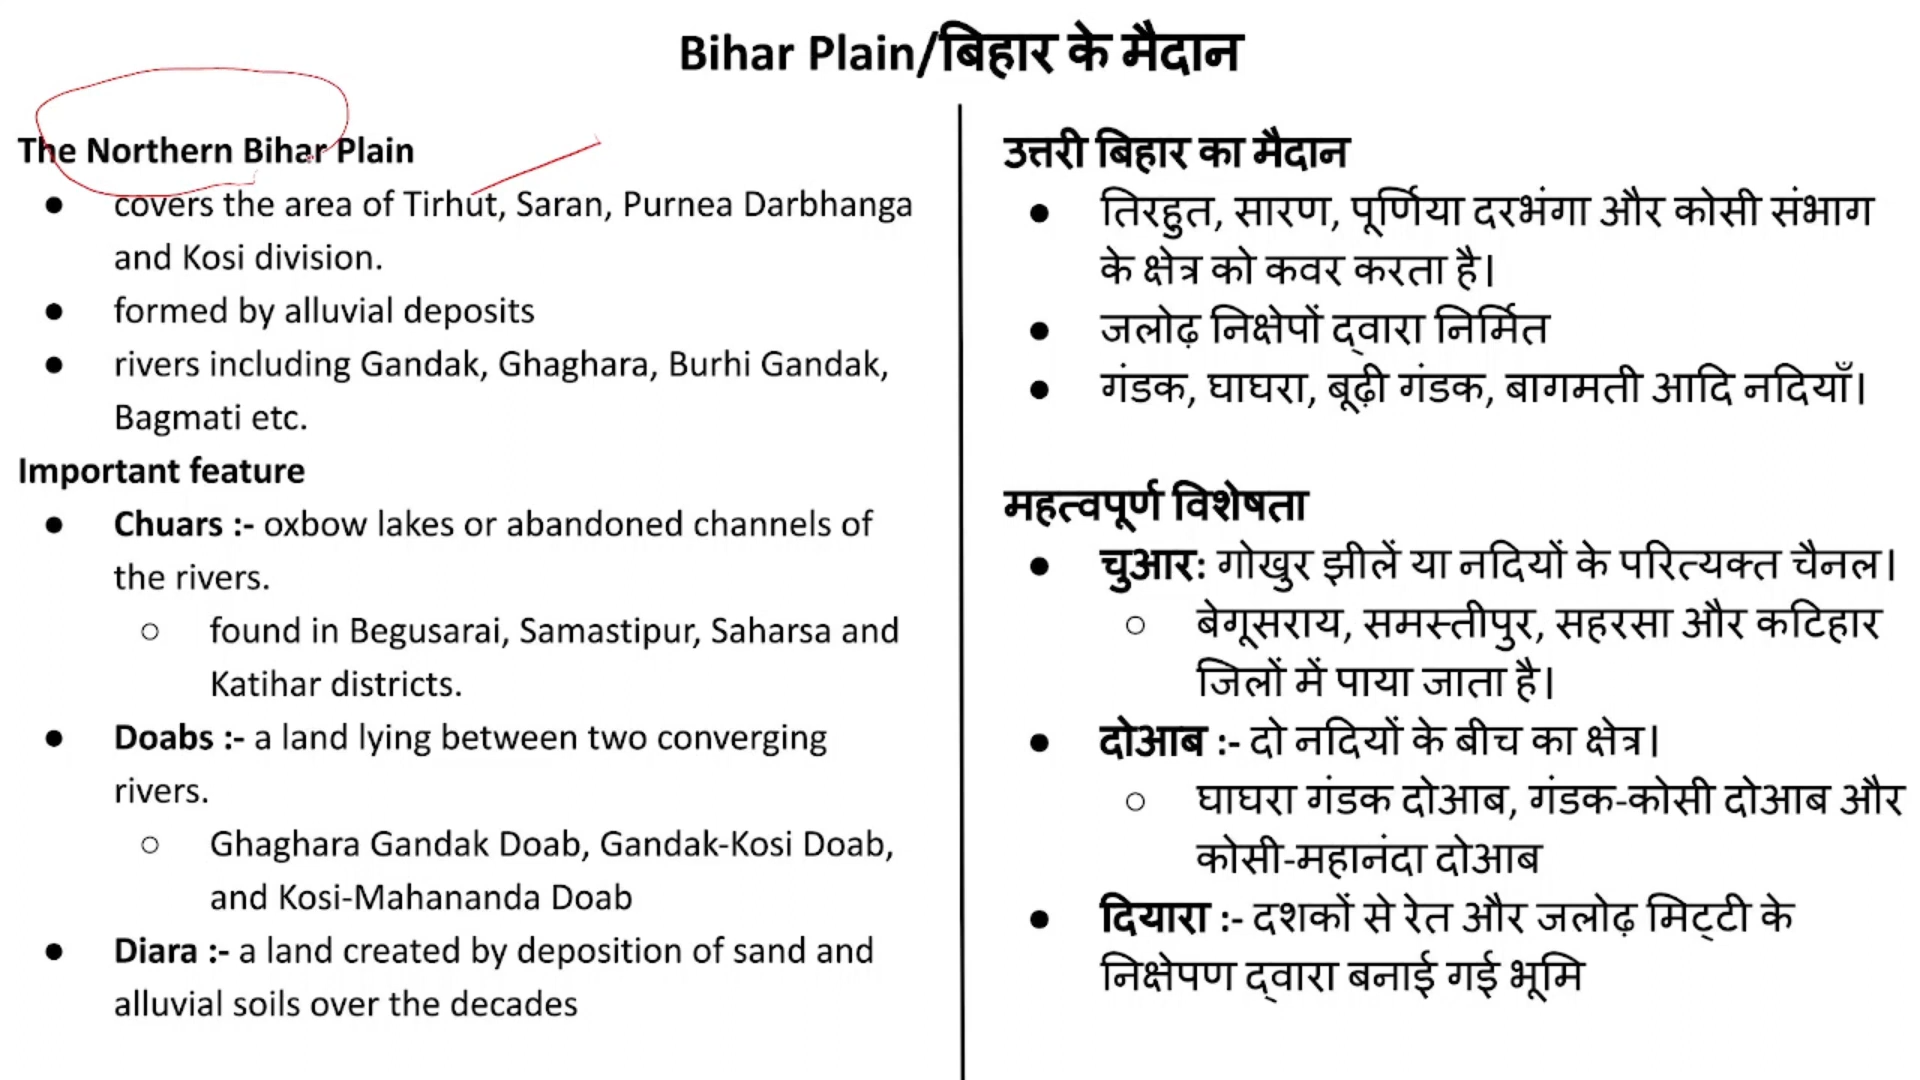 Bihar Plain/बिहार के मैदान
The Northern Bihar Plain
● covers the area of Tirhut, Saran, Purnea Darbhanga
and Kosi division.
● formed by alluvial deposits
● rivers including Gandak, Ghaghara, Burhi Gandak,
Bagmati etc.
Important feature
● Chuars :- oxbow lakes or abandoned channels of
the rivers.
○ found in Begusarai, Samastipur, Saharsa and
Katihar districts.
● Doabs :- a land lying between two converging
rivers.
○ Ghaghara Gandak Doab, Gandak-Kosi Doab,
and Kosi-Mahananda Doab
● Diara :- a land created by deposition of sand and
alluvial soils over the decades
उत्तरी बिहार का मैदान
● तिरहुत, सारण, पूर्णिया दरभंगा और कोसी संभाग
के क्षेत्र को कवर करता है।
● जलोढ़ निक्षेपों द्वारा निर्मित
● गंडक, घाघरा, बूढ़ी गंडक, बागमती आदि नदियाँ।
महत्वपूर्ण विशेषता
● चुआर: गोखुर झीलें या नदियों के परित्यक्त चैनल।
○ बेगूसराय, समस्तीपुर, सहरसा और कटिहार
जिलों में पाया जाता है।
● दोआब :- दो नदियों के बीच का क्षेत्र।
○ घाघरा गंडक दोआब, गंडक-कोसी दोआब और
कोसी-महानंदा दोआब
● दियारा :- दशकों से रेत और जलोढ़ मिट्टी के
निक्षेपण द्वारा बनाई गई भूमि